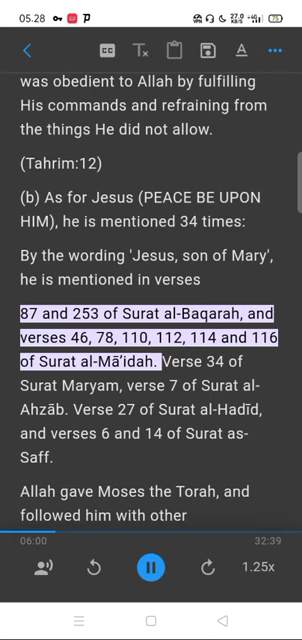 05.28
27.0
KB/s
4G
75
CC
A
was obedient to Allah by fulfilling
His commands and refraining from
the things He did not allow.
(Tahrim:12)
(b) As for Jesus (PEACE BE UPON
HIM), he is mentioned 34 times:
By the wording 'Jesus, son of Mary',
he is mentioned in verses
87 and 253 of Surat al-Baqarah, and
verses 46, 78, 110, 112, 114 and 116
of Surat al-Mā’idah. Verse 34 of
Surat Maryam, verse 7 of Surat al-
Ahzāb. Verse 27 of Surat al-Hadīd,
and verses 6 and 14 of Surat as-
Saff.
Allah gave Moses the Torah, and
followed him with other
06:00
32:39
1.25x